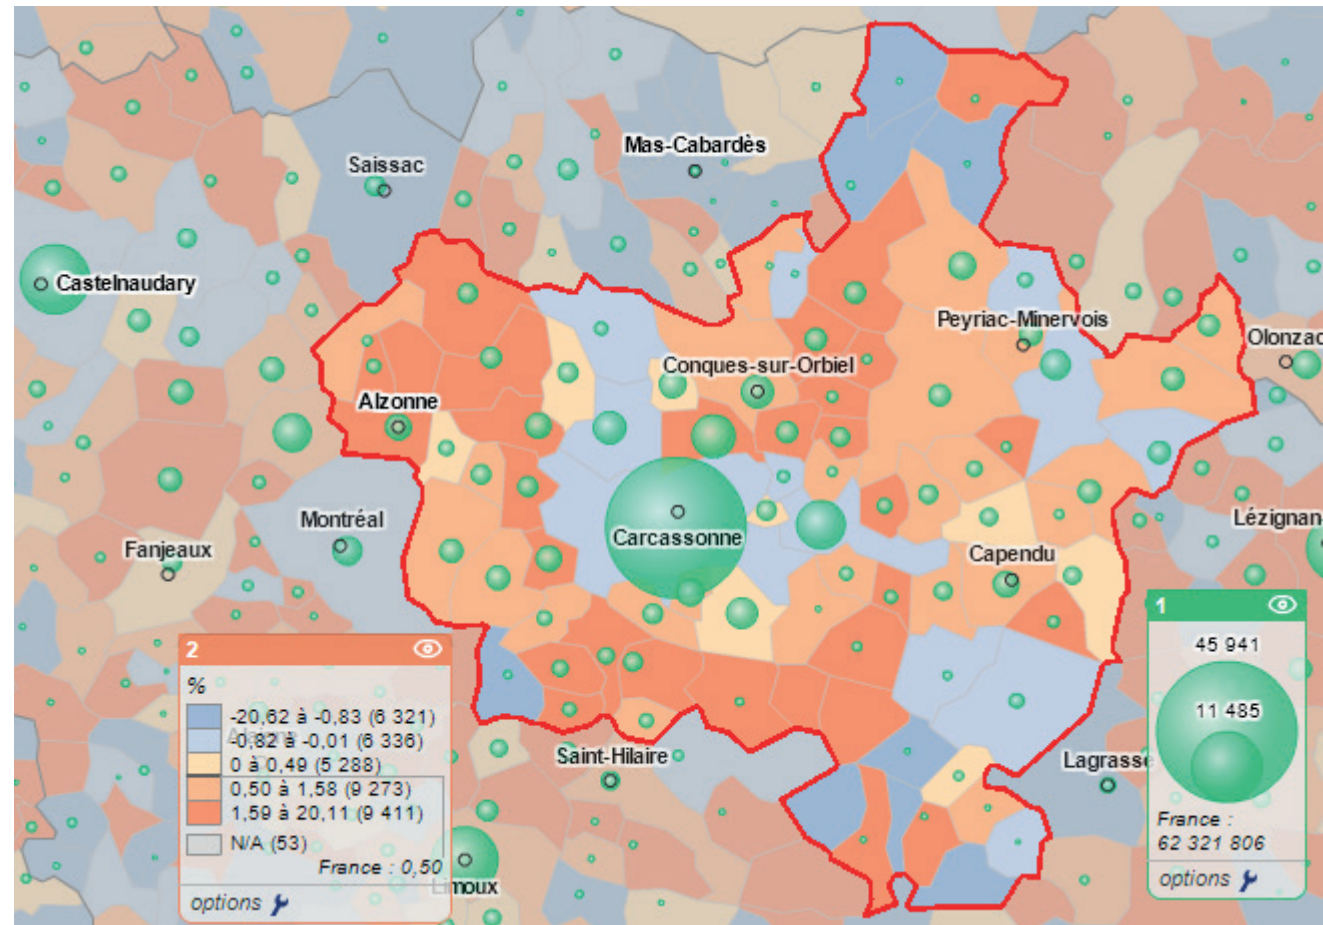 Mas-Cabardès
Saissac
Castelnaudary
Peyriac-Minervois
Olonzac
Conques-sur-Orbiel
Alzonne
Montréal
Lézignan-
Carcassonne
Fanjeaux
Capendu
Saint-Hilaire
Lagrasse
Limoux
2
%
-20,62 à -0,83 (6 321)
-0,82 à -0,01 (6 336)
0 à 0,49 (5 288)
0,50 à 1,58 (9 273)
1,59 à 20,11 (9 411)
N/A (53)
France : 0,50
options
1
45 941
11 485
France :
62 321 806
options